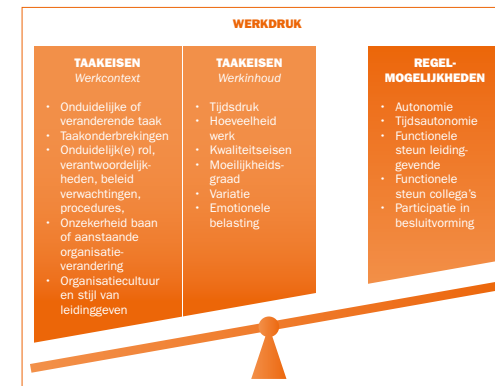 WERKDRUK
TAAKEISEN
Werkcontext
• Onduidelijke of
veranderende taak
• Taakonderbrekingen
• Onduidelijk(e) rol,
verantwoordelijk-
heden, beleid
verwachtingen,
procedures,
• Onzekerheid baan
of aanstaande
organisatie-
verandering
• Organisatiecultuur
en stijl van
leidinggeven
TAAKEISEN
Werkinhoud
• Tijdsdruk
• Hoeveelheid
werk
• Kwaliteitseisen
• Moeilijkheids-
graad
• Variatie
• Emotionele
belasting
REGEL-
MOGELIJKHEDEN
• Autonomie
• Tijdsautonomie
• Functionele
steun leiding-
gevende
• Functionele
steun collega's
• Participatie in
besluitvorming